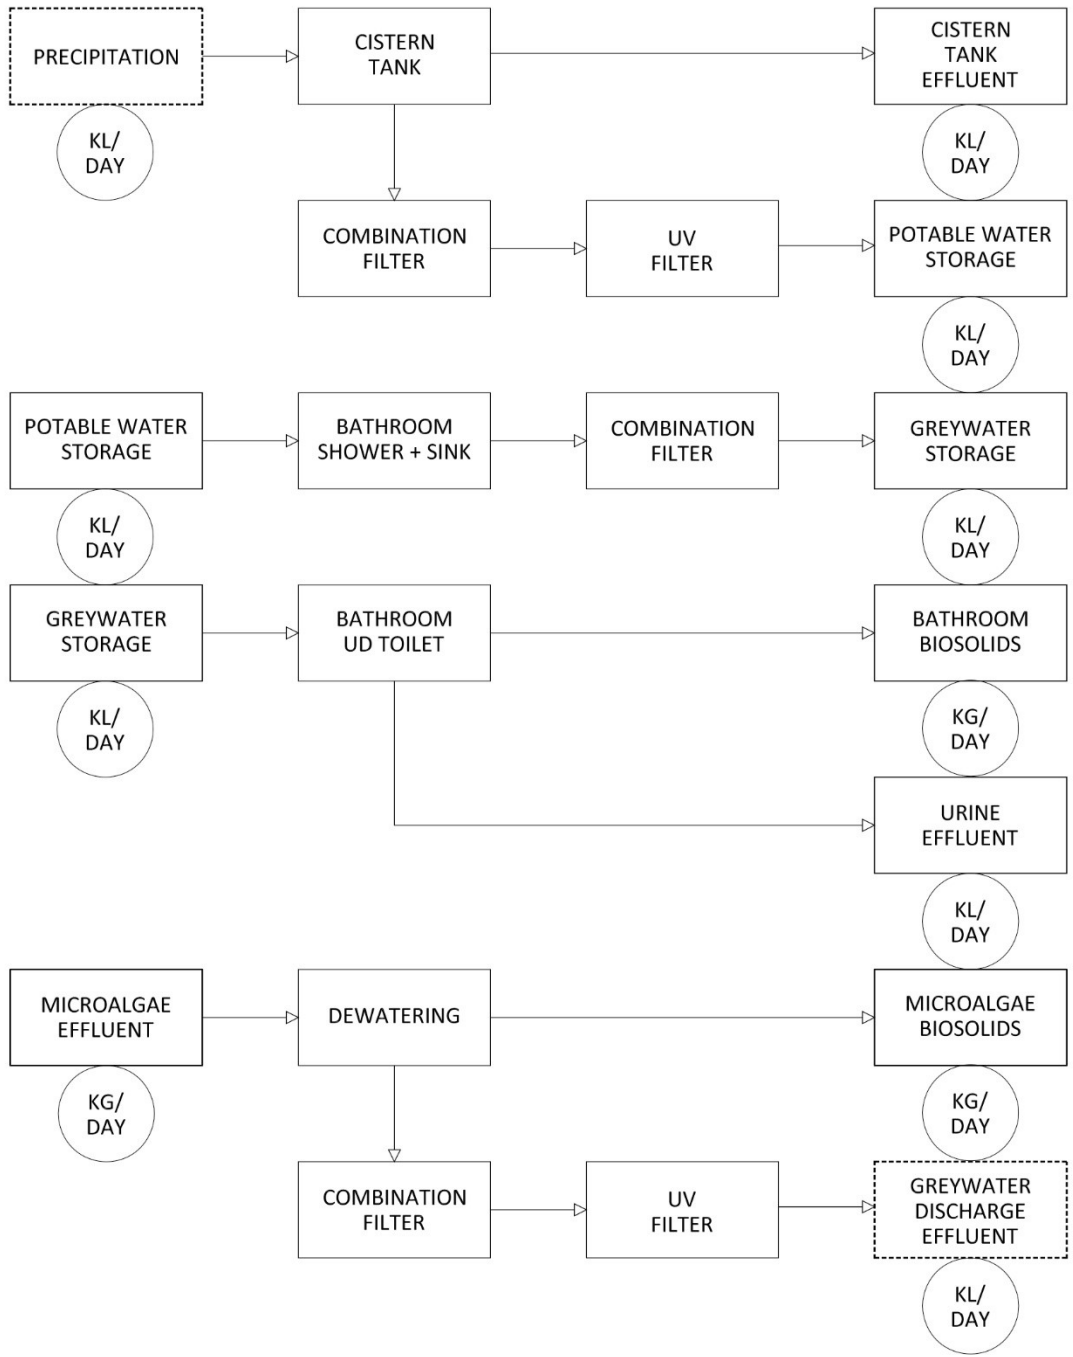 PRECIPITATION
CISTERN
TANK
CISTERN
TANK
EFFLUENT
KL/
DAY
KL/
DAY
COMBINATION
FILTER
UV
FILTER
POTABLE WATER
STORAGE
KL/
DAY
POTABLE WATER
STORAGE
BATHROOM
SHOWER + SINK
COMBINATION
FILTER
GREYWATER
STORAGE
KL/
DAY
KL/
DAY
GREYWATER
STORAGE
BATHROOM
UD TOILET
BATHROOM
BIOSOLIDS
KL/
DAY
KG/
DAY
URINE
EFFLUENT
KL/
DAY
MICROALGAE
EFFLUENT
DEWATERING
MICROALGAE
BIOSOLIDS
KG/
DAY
KG/
DAY
COMBINATION
FILTER
UV
FILTER
GREYWATER
DISCHARGE
EFFLUENT
KL/
DAY